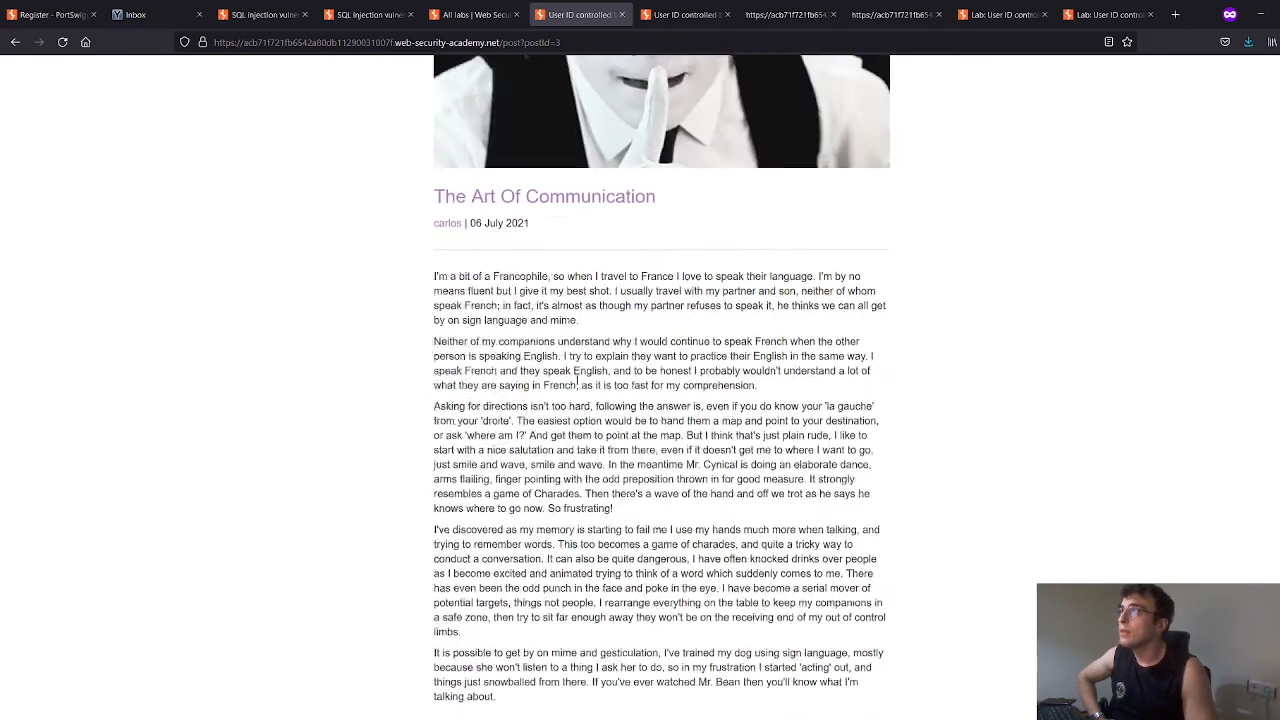 Register - PortSwig
Inbox
SQL injection vulner
SQL injection vulner
All labs | Web Secu
User ID controlled b
User ID controlled b
https://acb71f721fb
https://acb71f721fb
Lab: User ID contro
Lab: User ID contro
https://acb71f721fb6542a80db11290031007f.web-security-academy.net/post?postId=3
The Art Of Communication
carlos | 06 July 2021
I'm a bit of a Francophile, so when I travel to France I love to speak their language. I'm by no
means fluent but I give it my best shot. I usually travel with my partner and son, neither of whom
speak French; in fact, it's almost as though my partner refuses to speak it, he thinks we can all get
by on sign language and mime.
Neither of my companions understand why I would continue to speak French when the other
person is speaking English. I try to explain they want to practice their English in the same way. I
speak French and they speak English, and to be honest I probably wouldn't understand a lot of
what they are saying in French, as it is too fast for my comprehension.
Asking for directions isn't too hard, following the answer is, even if you do know your 'la gauche'
from your 'droite'. The easiest option would be to hand them a map and point to your destination,
or ask 'where am I?' And get them to point at the map. But I think that's just plain rude, I like to
start with a nice salutation and take it from there, even if it doesn't get me to where I want to go,
just smile and wave, smile and wave. In the meantime Mr. Cynical is doing an elaborate dance,
arms flailing, finger pointing with the odd preposition thrown in for good measure. It strongly
resembles a game of Charades. Then there's a wave of the hand and off we trot as he says he
knows where to go now. So frustrating!
I've discovered as my memory is starting to fail me I use my hands much more when talking, and
trying to remember words. This too becomes a game of charades, and quite a tricky way to
conduct a conversation. It can also be quite dangerous, I have often knocked drinks over people
as I become excited and animated trying to think of a word which suddenly comes to me. There
has even been the odd punch in the face and poke in the eye. I have become a serial mover of
potential targets, things not people. I rearrange everything on the table to keep my companions in
a safe zone, then try to sit far enough away they won't be on the receiving end of my out of control
limbs.
It is possible to get by on mime and gesticulation, I've trained my dog using sign language, mostly
because she won't listen to a thing I ask her to do, so in my frustration I started 'acting' out, and
things just snowballed from there. If you've ever watched Mr. Bean then you'll know what I'm
talking about.